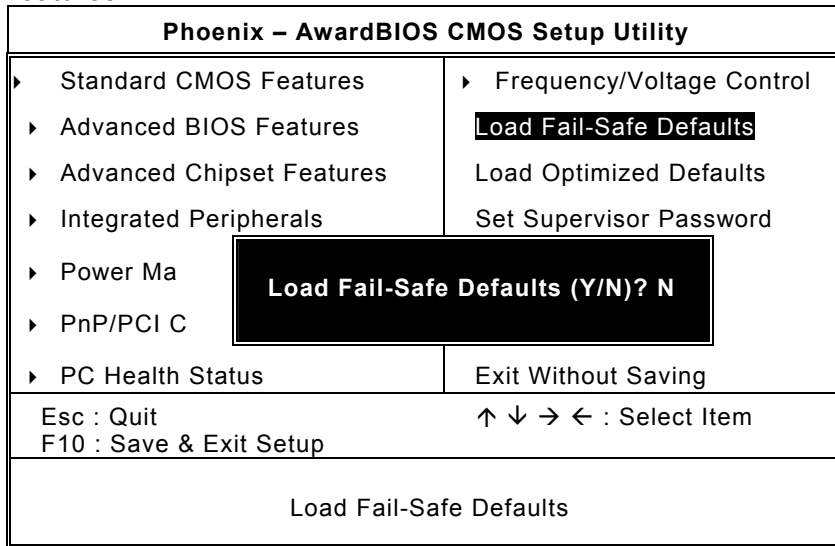 Phoenix – AwardBIOS CMOS Setup Utility
▸ Standard CMOS Features
▸ Advanced BIOS Features
▸ Advanced Chipset Features
▸ Integrated Peripherals
▸ Power Ma
▸ PnP/PCI C
▸ PC Health Status
▸ Frequency/Voltage Control
Load Fail-Safe Defaults
Load Optimized Defaults
Set Supervisor Password
Exit Without Saving
Load Fail-Safe Defaults (Y/N)? N
Esc : Quit
F10 : Save & Exit Setup
↑ ↓ → ← : Select Item
Load Fail-Safe Defaults